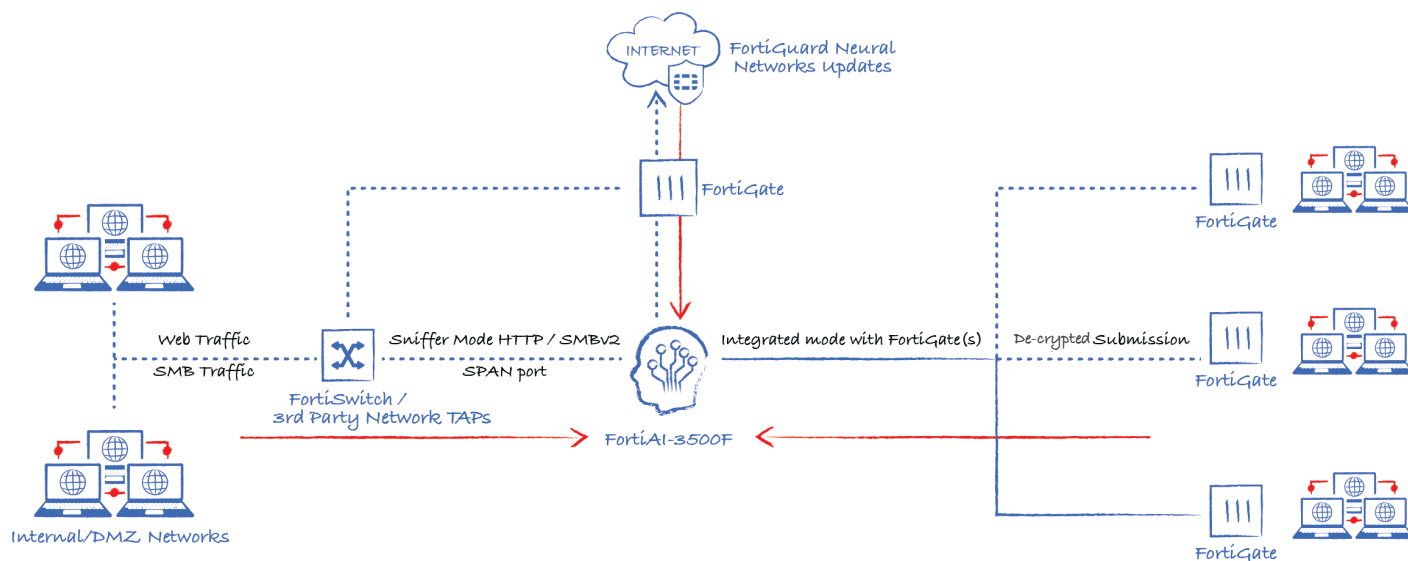 INTERNET
FortiGuard Neural
Networks Updates
FortiGate
FortiGate
Web Traffic
SMB Traffic
Sniffer Mode HTTP / SMBv2
SPAN port
Integrated mode with FortiGate(s)
De-crypted Submission
FortiGate
FortiSwitch /
3rd Party Network TAPs
FortiAI-3500F
Internal/DMZ Networks
FortiGate